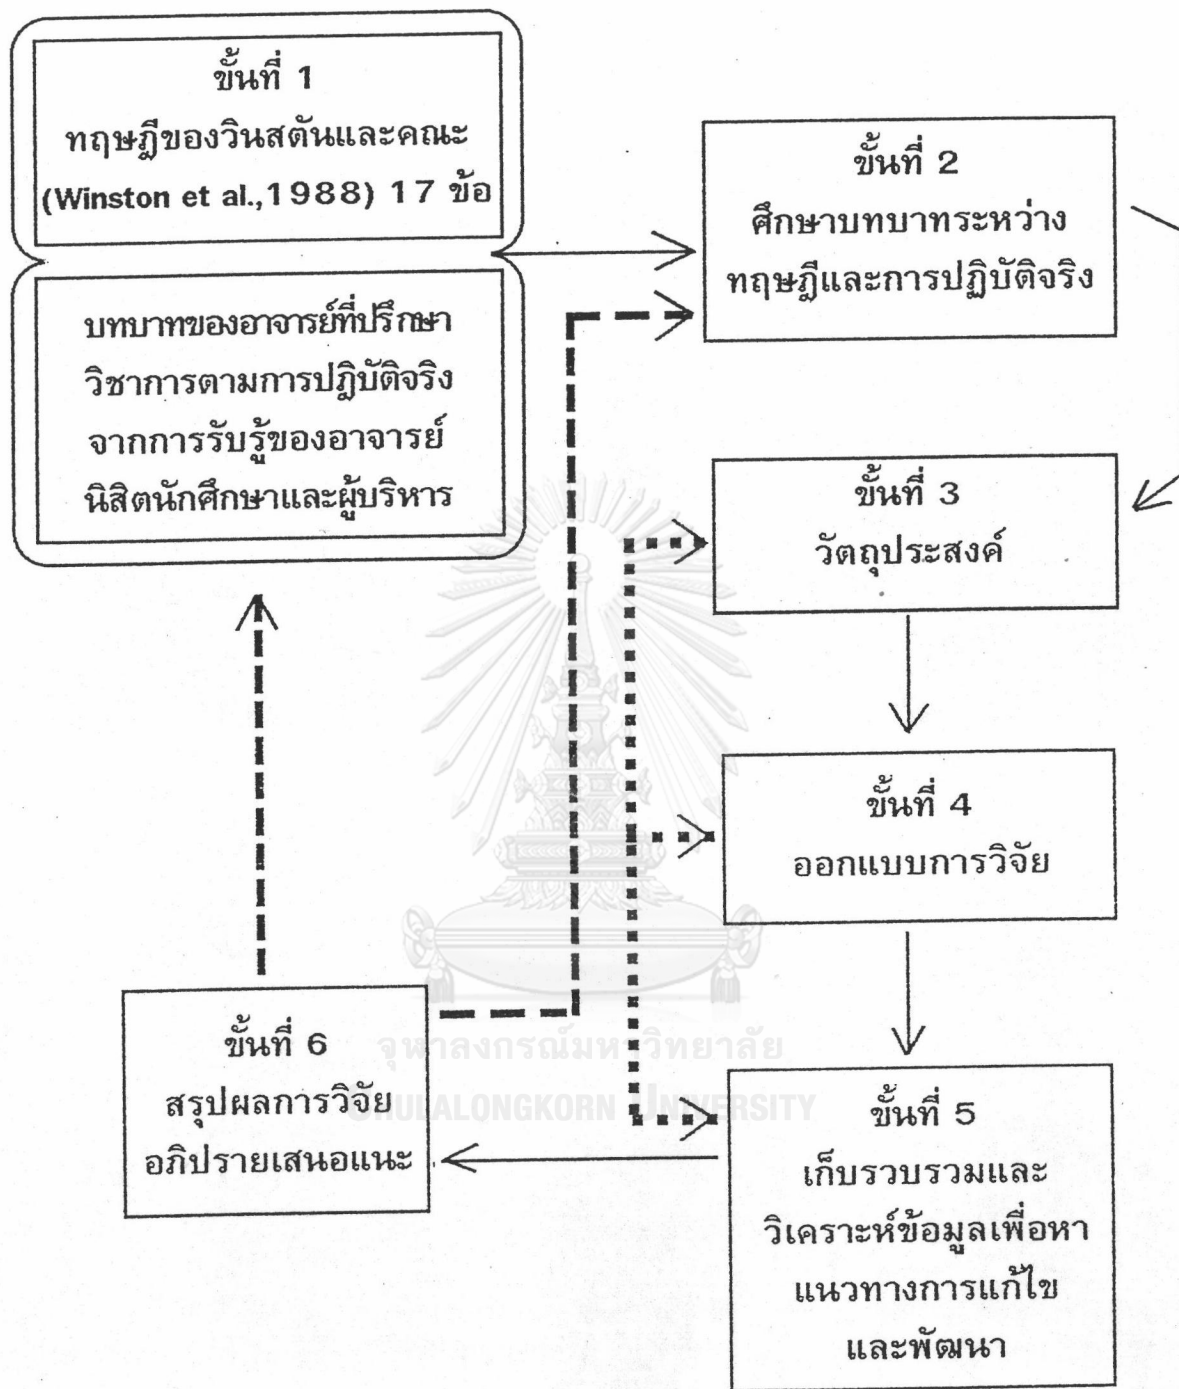 ขั้นที่ 1
ทฤษฎีของวินสตันและคณะ
(Winston et al.,1988) 17 ข้อ
บทบาทของอาจารย์ที่ปรึกษา
วิชาการตามการปฏิบัติจริง
จากการรับรู้ของอาจารย์
นิสิตนักศึกษาและผู้บริหาร
ขั้นที่ 2
ศึกษาบทบาทระหว่าง
ทฤษฎีและการปฏิบัติจริง
ขั้นที่ 3
วัตถุประสงค์
ขั้นที่ 4
ออกแบบการวิจัย
ขั้นที่ 5
เก็บรวบรวมและ
วิเคราะห์ข้อมูลเพื่อหา
แนวทางการแก้ไข
และพัฒนา
ขั้นที่ 6
สรุปผลการวิจัย
อภิปรายเสนอแนะ
จุฬาลงกรณ์มหาวิทยาลัย
CHULALONGKORN UNIVERSITY